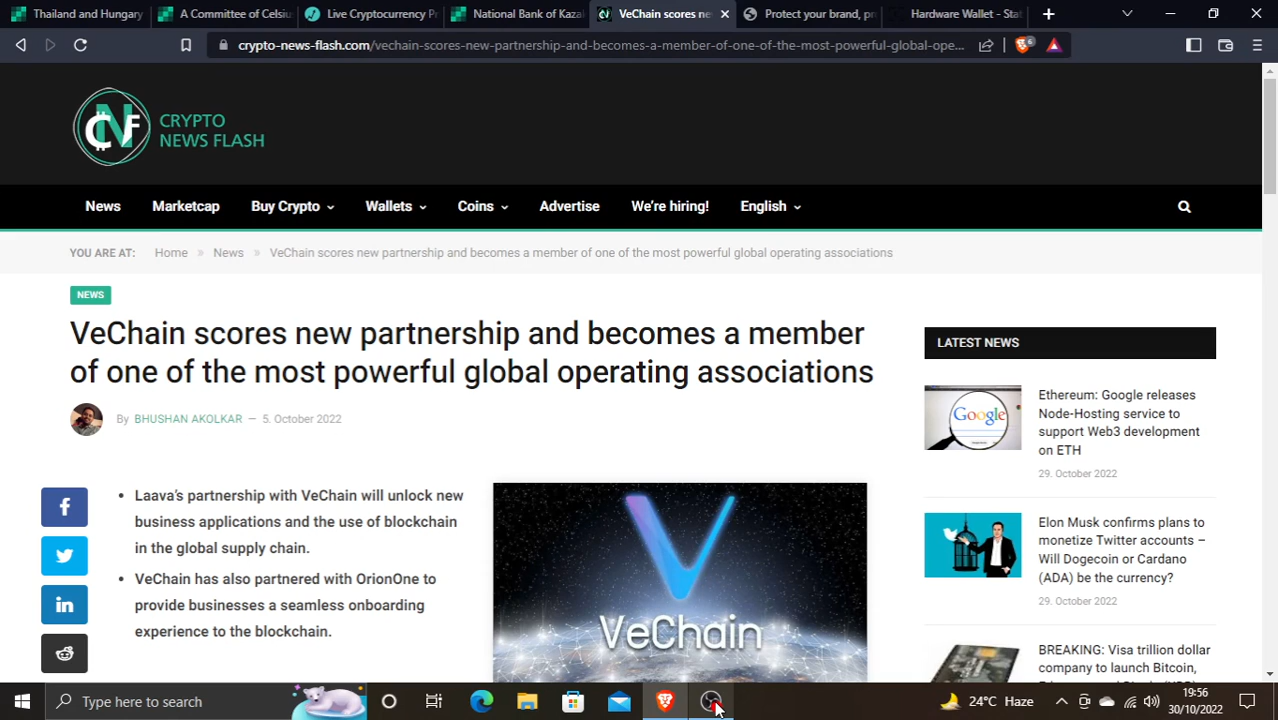 Thailand and Hungary
A Committee of Celsiu
Live Cryptocurrency Pr
National Bank of Kazak
VeChain scores ne
Protect your brand, pr
Hardware Wallet - Stat
crypto-news-flash.com/vechain-scores-new-partnership-and-becomes-a-member-of-one-of-the-most-powerful-global-ope...
6
CNF
CRYPTO
NEWS FLASH
News
Marketcap
Buy Crypto
Wallets
Coins
Advertise
We're hiring!
English
YOU ARE AT: Home » News » VeChain scores new partnership and becomes a member of one of the most powerful global operating associations
NEWS
VeChain scores new partnership and becomes a member
of one of the most powerful global operating associations
By BHUSHAN AKOLKAR — 5. October 2022
• Laava's partnership with VeChain will unlock new
business applications and the use of blockchain
in the global supply chain.
• VeChain has also partnered with OrionOne to
provide businesses a seamless onboarding
experience to the blockchain.
VeChain
LATEST NEWS
Google
Ethereum: Google releases
Node-Hosting service to
support Web3 development
on ETH
29. October 2022
Elon Musk confirms plans to
monetize Twitter accounts –
Will Dogecoin or Cardano
(ADA) be the currency?
29. October 2022
BREAKING: Visa trillion dollar
company to launch Bitcoin,
Type here to search
24°C Haze
19:56
30/10/2022